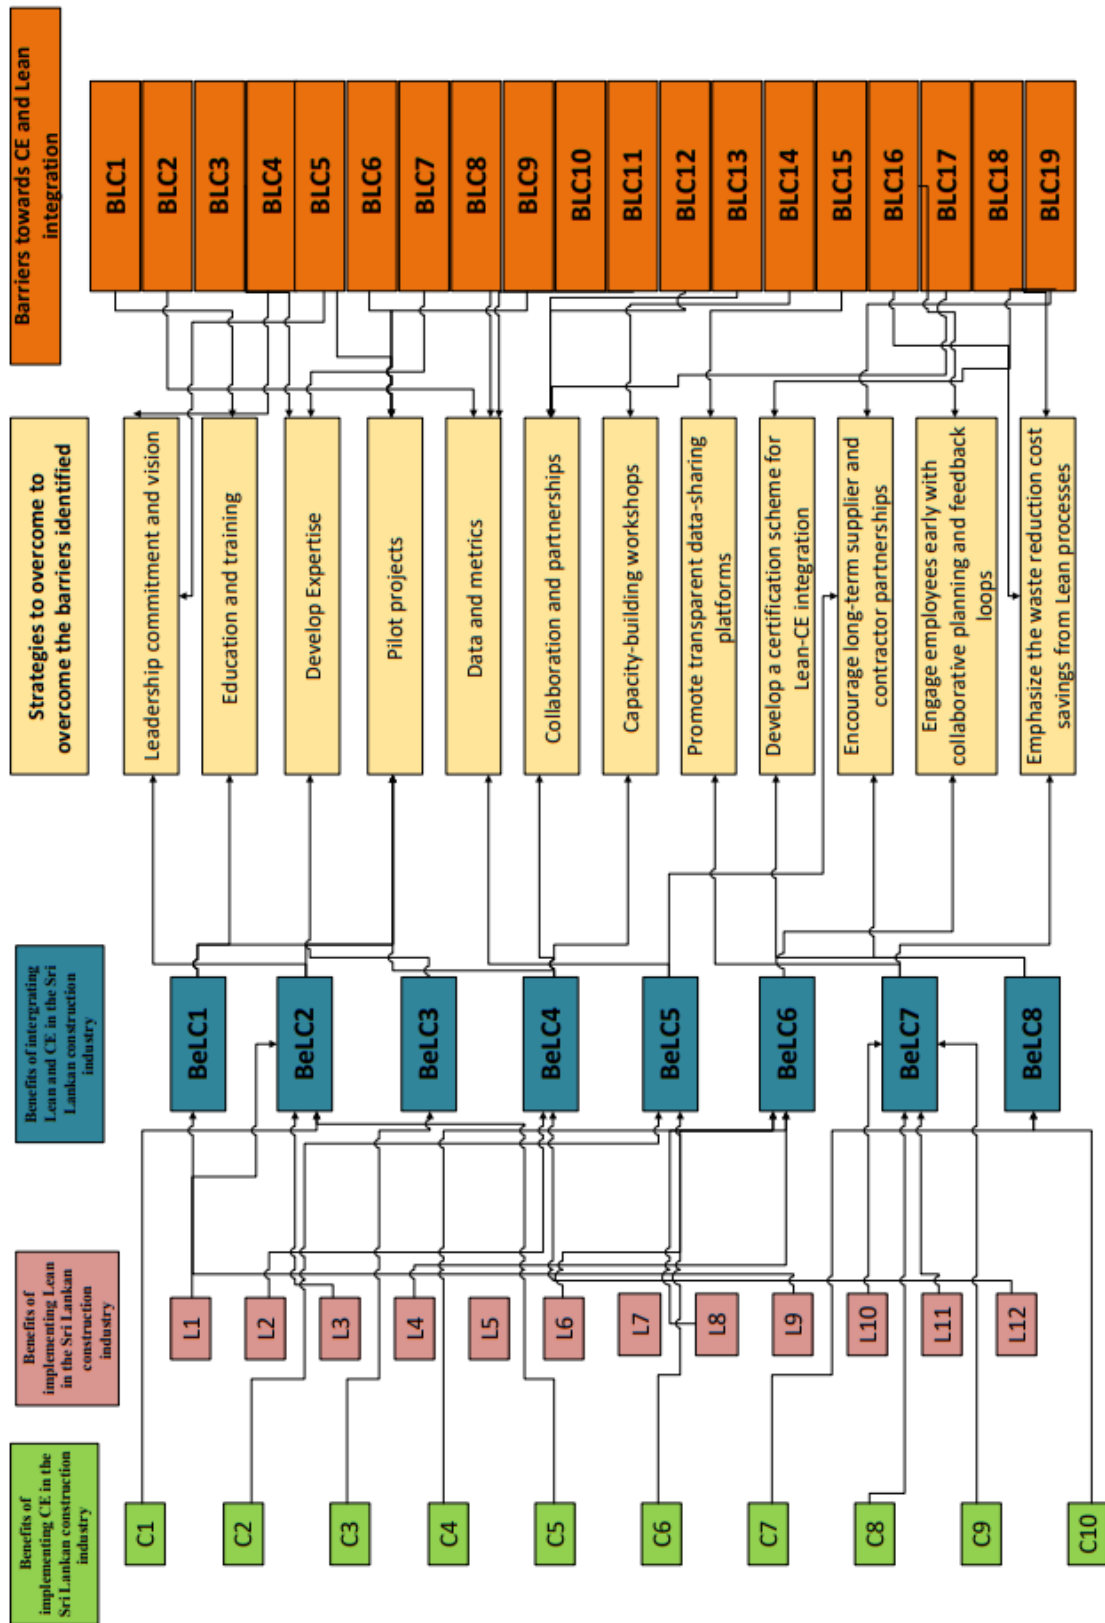 Benefits of
implementing CE in the
Sri Lankan construction
industry
C1
C2
C3
C4
C5
C6
C7
C8
C9
C10
Benefits of
implementing Lean
in the Sri Lankan
construction
industry
L1
L2
L3
L4
L5
L6
L7
L8
L9
L10
L11
L12
Benefits of intergrating
Lean and CE in the Sri
Lankan construction
industry
BeLC1
BeLC2
BeLC3
BeLC4
BeLC5
BeLC6
BeLC7
BeLC8
Strategies to overcome to
overcome the barriers identified
Leadership commitment and vision
Education and training
Develop Expertise
Pilot projects
Data and metrics
Collaboration and partnerships
Capacity-building workshops
Promote transparent data-sharing
platforms
Develop a certification scheme for
Lean-CE integration
Encourage long-term supplier and
contractor partnerships
Engage employees early with
collaborative planning and feedback
loops
Emphasize the waste reduction cost
savings from Lean processes
Barriers towards CE and Lean
integration
BLC1
BLC2
BLC3
BLC4
BLC5
BLC6
BLC7
BLC8
BLC9
BLC10
BLC11
BLC12
BLC13
BLC14
BLC15
BLC16
BLC17
BLC18
BLC19